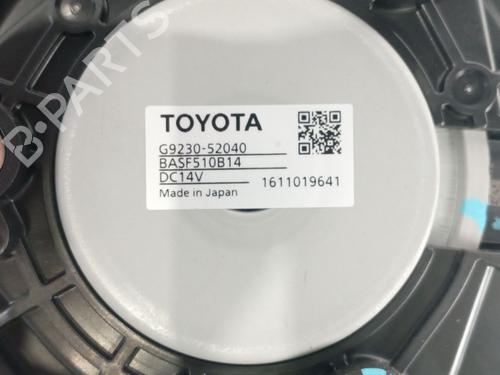 TOYOTA
G9230-52040
BASF510B14
DC14V 1611019641
Made in Japan
B-PARTS